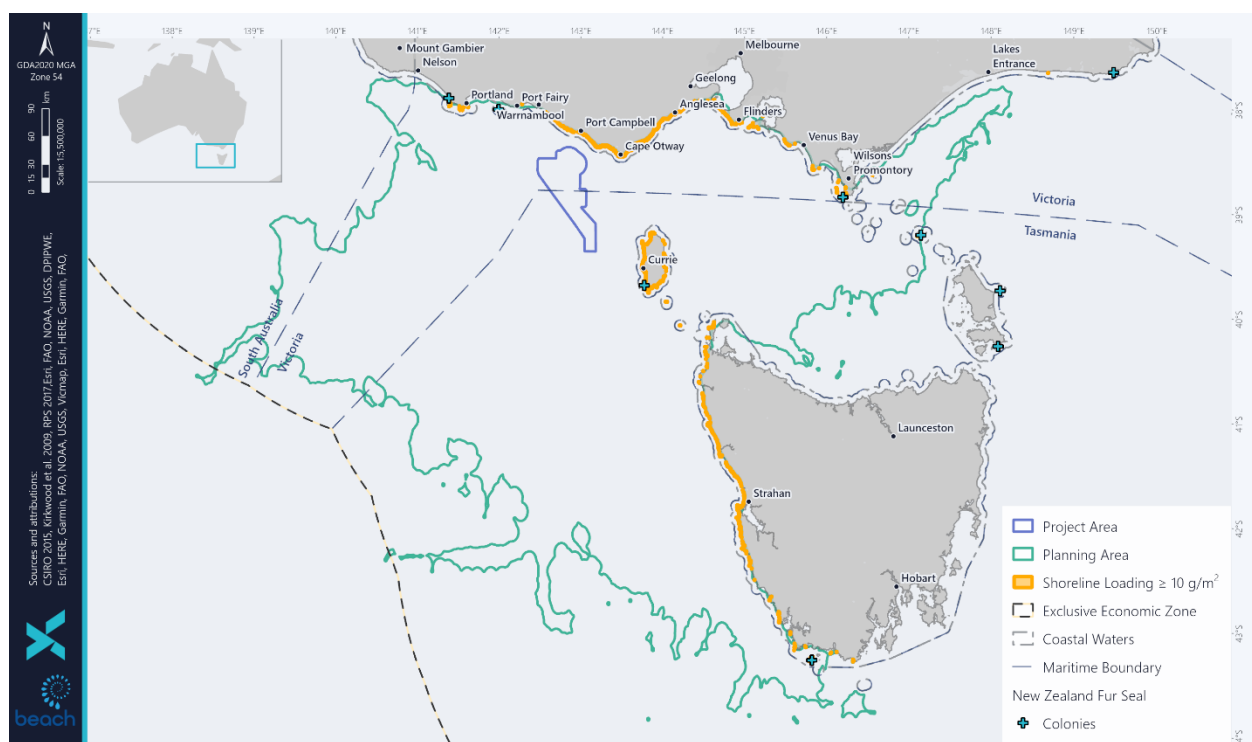 N
GDA2020 MGA
Zone 54
0 15 30 60 90
km
Scale: 1:5,500,000
Sources and attributions:
CSIRO 2015, Kirkwood et al. 2009, RPS 2017,Esri, FAO, NOAA, USGS, DPIPWE,
Esri, HERE, Garmin, FAO, NOAA, USGS, Vicmap, Esri, HERE, Garmin, FAO,
beach
138°E 139°E 140°E 141°E 142°E 143°E 144°E 145°E 146°E 147°E 148°E 149°E 150°E
Mount Gambier
Nelson
Portland
Port Fairy
Warrnambool
Port Campbell
Cape Otway
Anglesea
Geelong
Melbourne
Flinders
Venus Bay
Wilsons
Promontory
Lakes
Entrance
Victoria
Tasmania
Currie
South Australia
Victoria
Launceston
Strahan
Hobart
38°S
39°S
40°S
41°S
42°S
43°S
Project Area
Planning Area
Shoreline Loading ≥ 10 g/m²
Exclusive Economic Zone
Coastal Waters
Maritime Boundary
New Zealand Fur Seal
Colonies